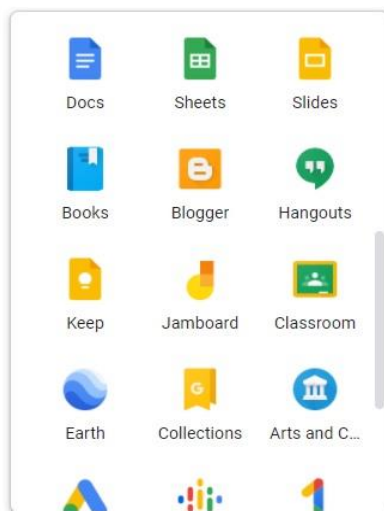 Docs Sheets Slides
Books Blogger Hangouts
Keep Jamboard Classroom
G
Earth Collections Arts and C...